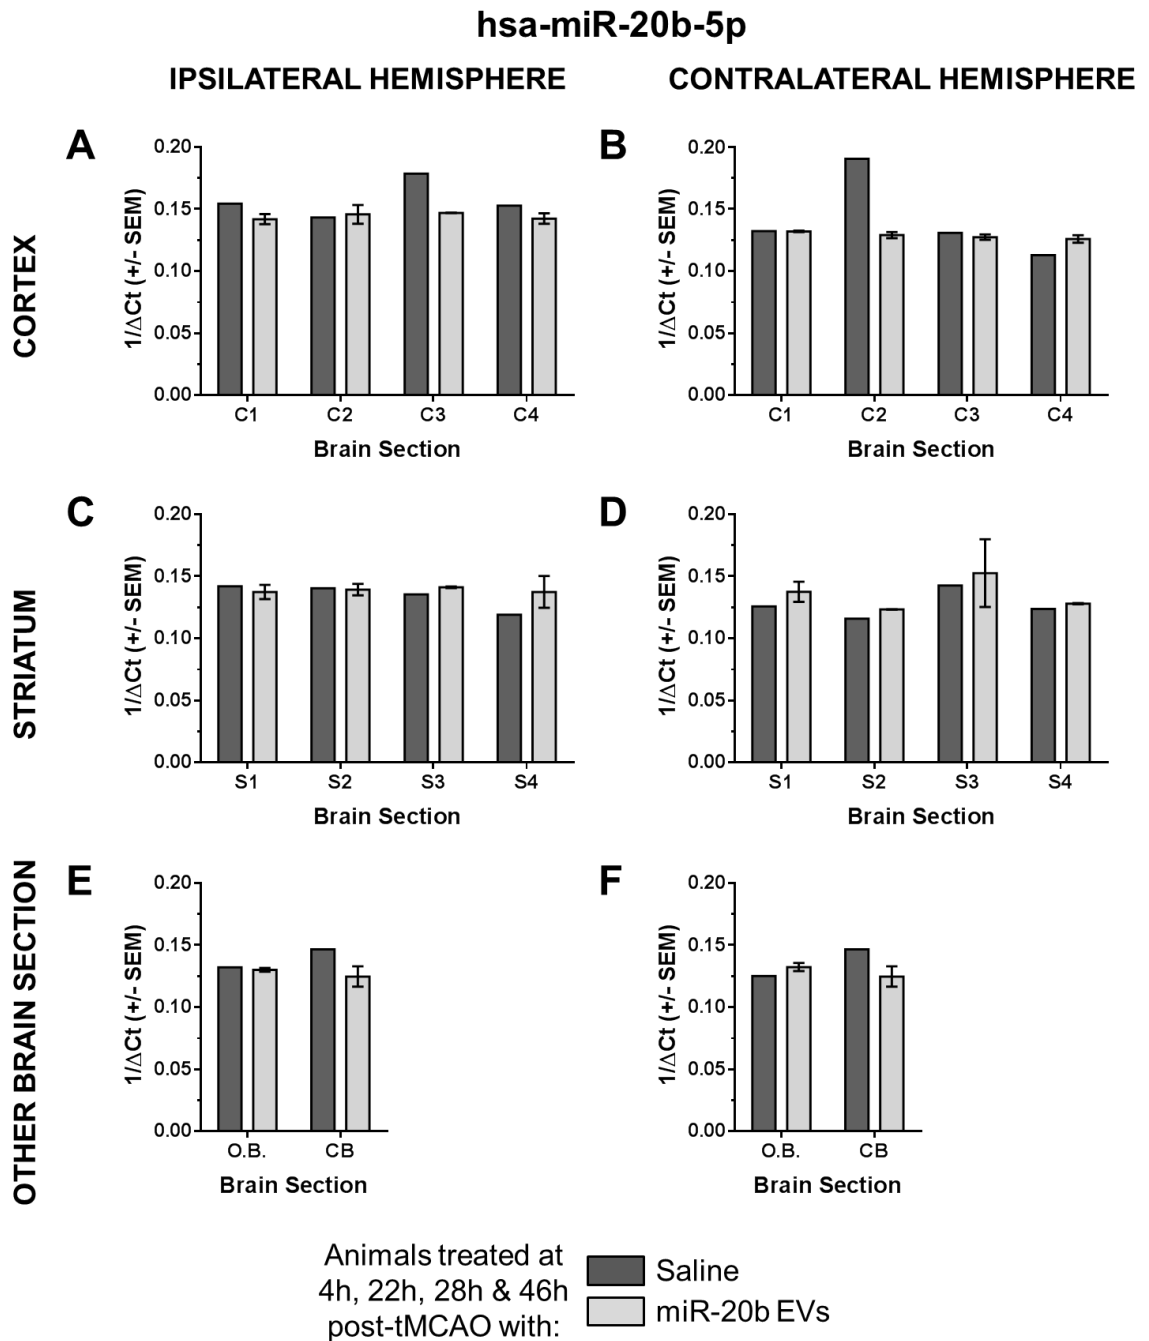 hsa-miR-20b-5p
IPSILATERAL HEMISPHERE
CONTRALATERAL HEMISPHERE
CORTEX
A
1/ΔCt (+/- SEM)
0.20
0.15
0.10
0.05
0.00
C1 C2 C3 C4
Brain Section
B
1/ΔCt (+/- SEM)
0.20
0.15
0.10
0.05
0.00
C1 C2 C3 C4
Brain Section
STRIATUM
C
1/ΔCt (+/- SEM)
0.20
0.15
0.10
0.05
0.00
S1 S2 S3 S4
Brain Section
D
1/ΔCt (+/- SEM)
0.20
0.15
0.10
0.05
0.00
S1 S2 S3 S4
Brain Section
OTHER BRAIN SECTION
E
1/ΔCt (+/- SEM)
0.20
0.15
0.10
0.05
0.00
O.B. CB
Brain Section
F
1/ΔCt (+/- SEM)
0.20
0.15
0.10
0.05
0.00
O.B. CB
Brain Section
Animals treated at
4h, 22h, 28h & 46h
post-tMCAO with:
Saline
miR-20b EVs